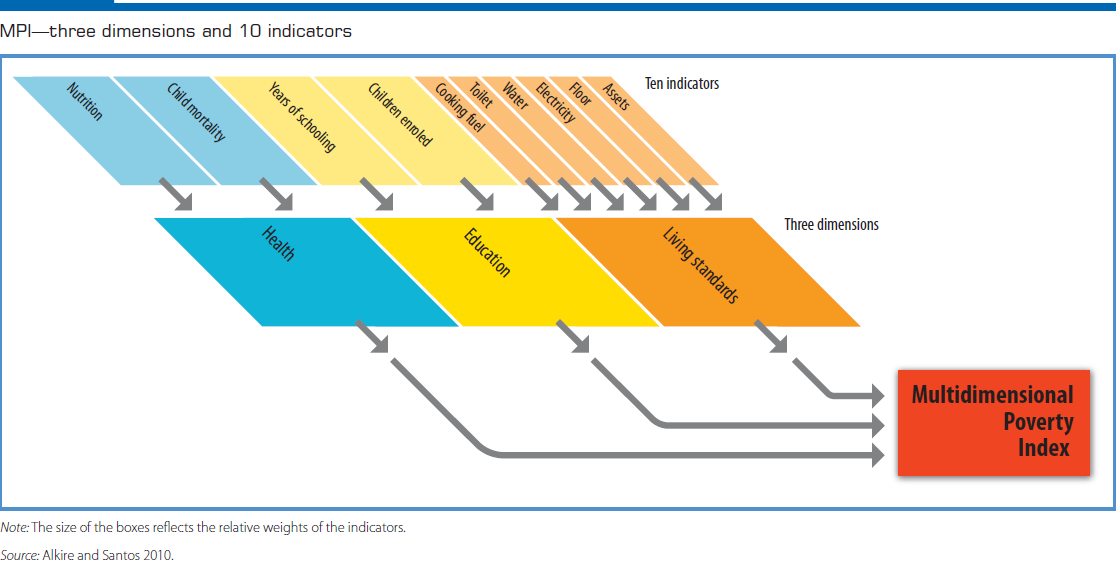 MPI—three dimensions and 10 indicators
Nutrition
Child mortality
Years of schooling
Children enroled
Cooking fuel
Toilet
Water
Electricity
Floor
Assets
Ten indicators
Health
Education
Living standards
Three dimensions
Multidimensional
Poverty
Index
Note: The size of the boxes reflects the relative weights of the indicators.
Source: Alkire and Santos 2010.